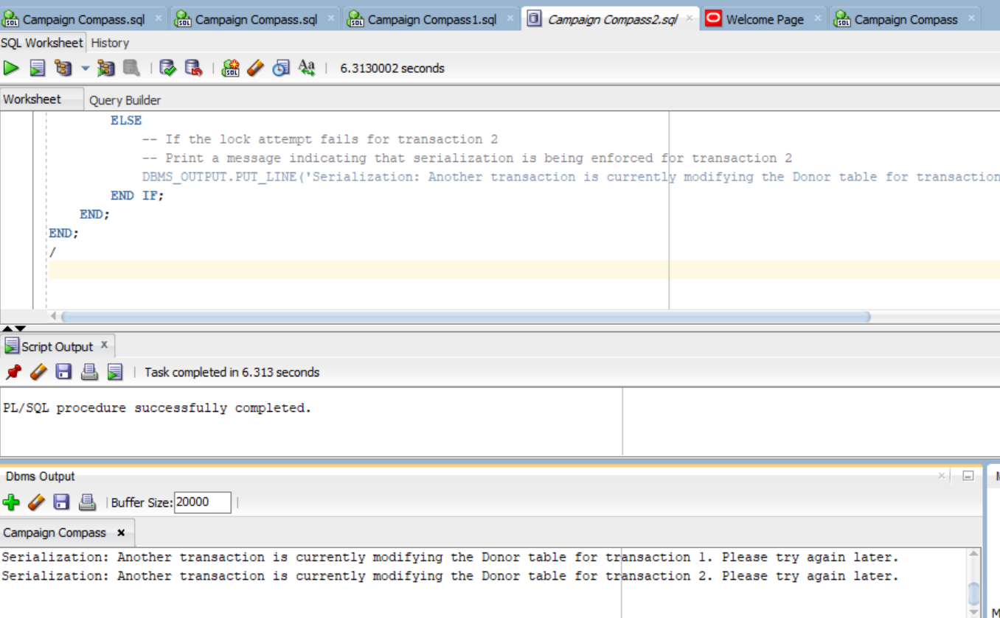 Campaign Compass.sql × Campaign Compass.sql × Campaign Compass1.sql × Campaign Compass2.sql × Welcome Page × Campaign Compass ×
SQL Worksheet History
6.3130002 seconds
Worksheet Query Builder
ELSE
-- If the lock attempt fails for transaction 2
-- Print a message indicating that serialization is being enforced for transaction 2
DBMS_OUTPUT.PUT_LINE('Serialization: Another transaction is currently modifying the Donor table for transaction
END IF;
END;
END;
/
Script Output x
Task completed in 6.313 seconds
PL/SQL procedure successfully completed.
Dbms Output
Buffer Size: 20000
Campaign Compass ×
Serialization: Another transaction is currently modifying the Donor table for transaction 1. Please try again later.
Serialization: Another transaction is currently modifying the Donor table for transaction 2. Please try again later.